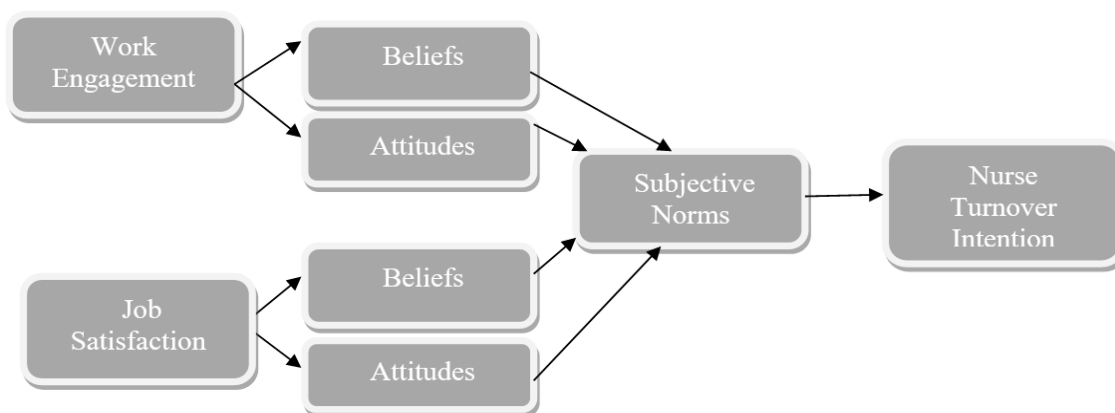 Work
Engagement
Beliefs
Attitudes
Subjective
Norms
Nurse
Turnover
Intention
Job
Satisfaction
Beliefs
Attitudes